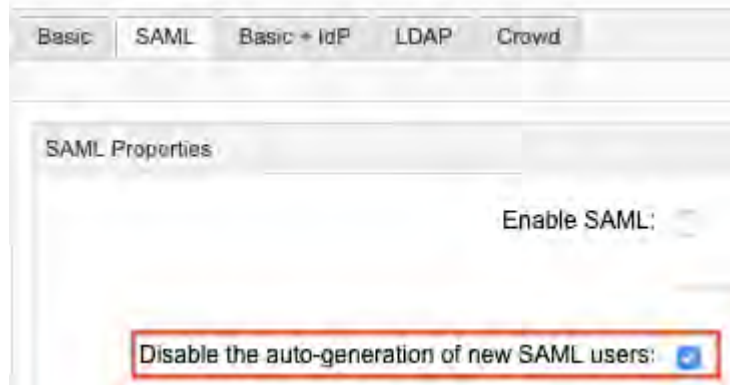 Basic SAML Basic + IdP LDAP Crowd
SAML Properties
Enable SAML:
Disable the auto-generation of new SAML users: